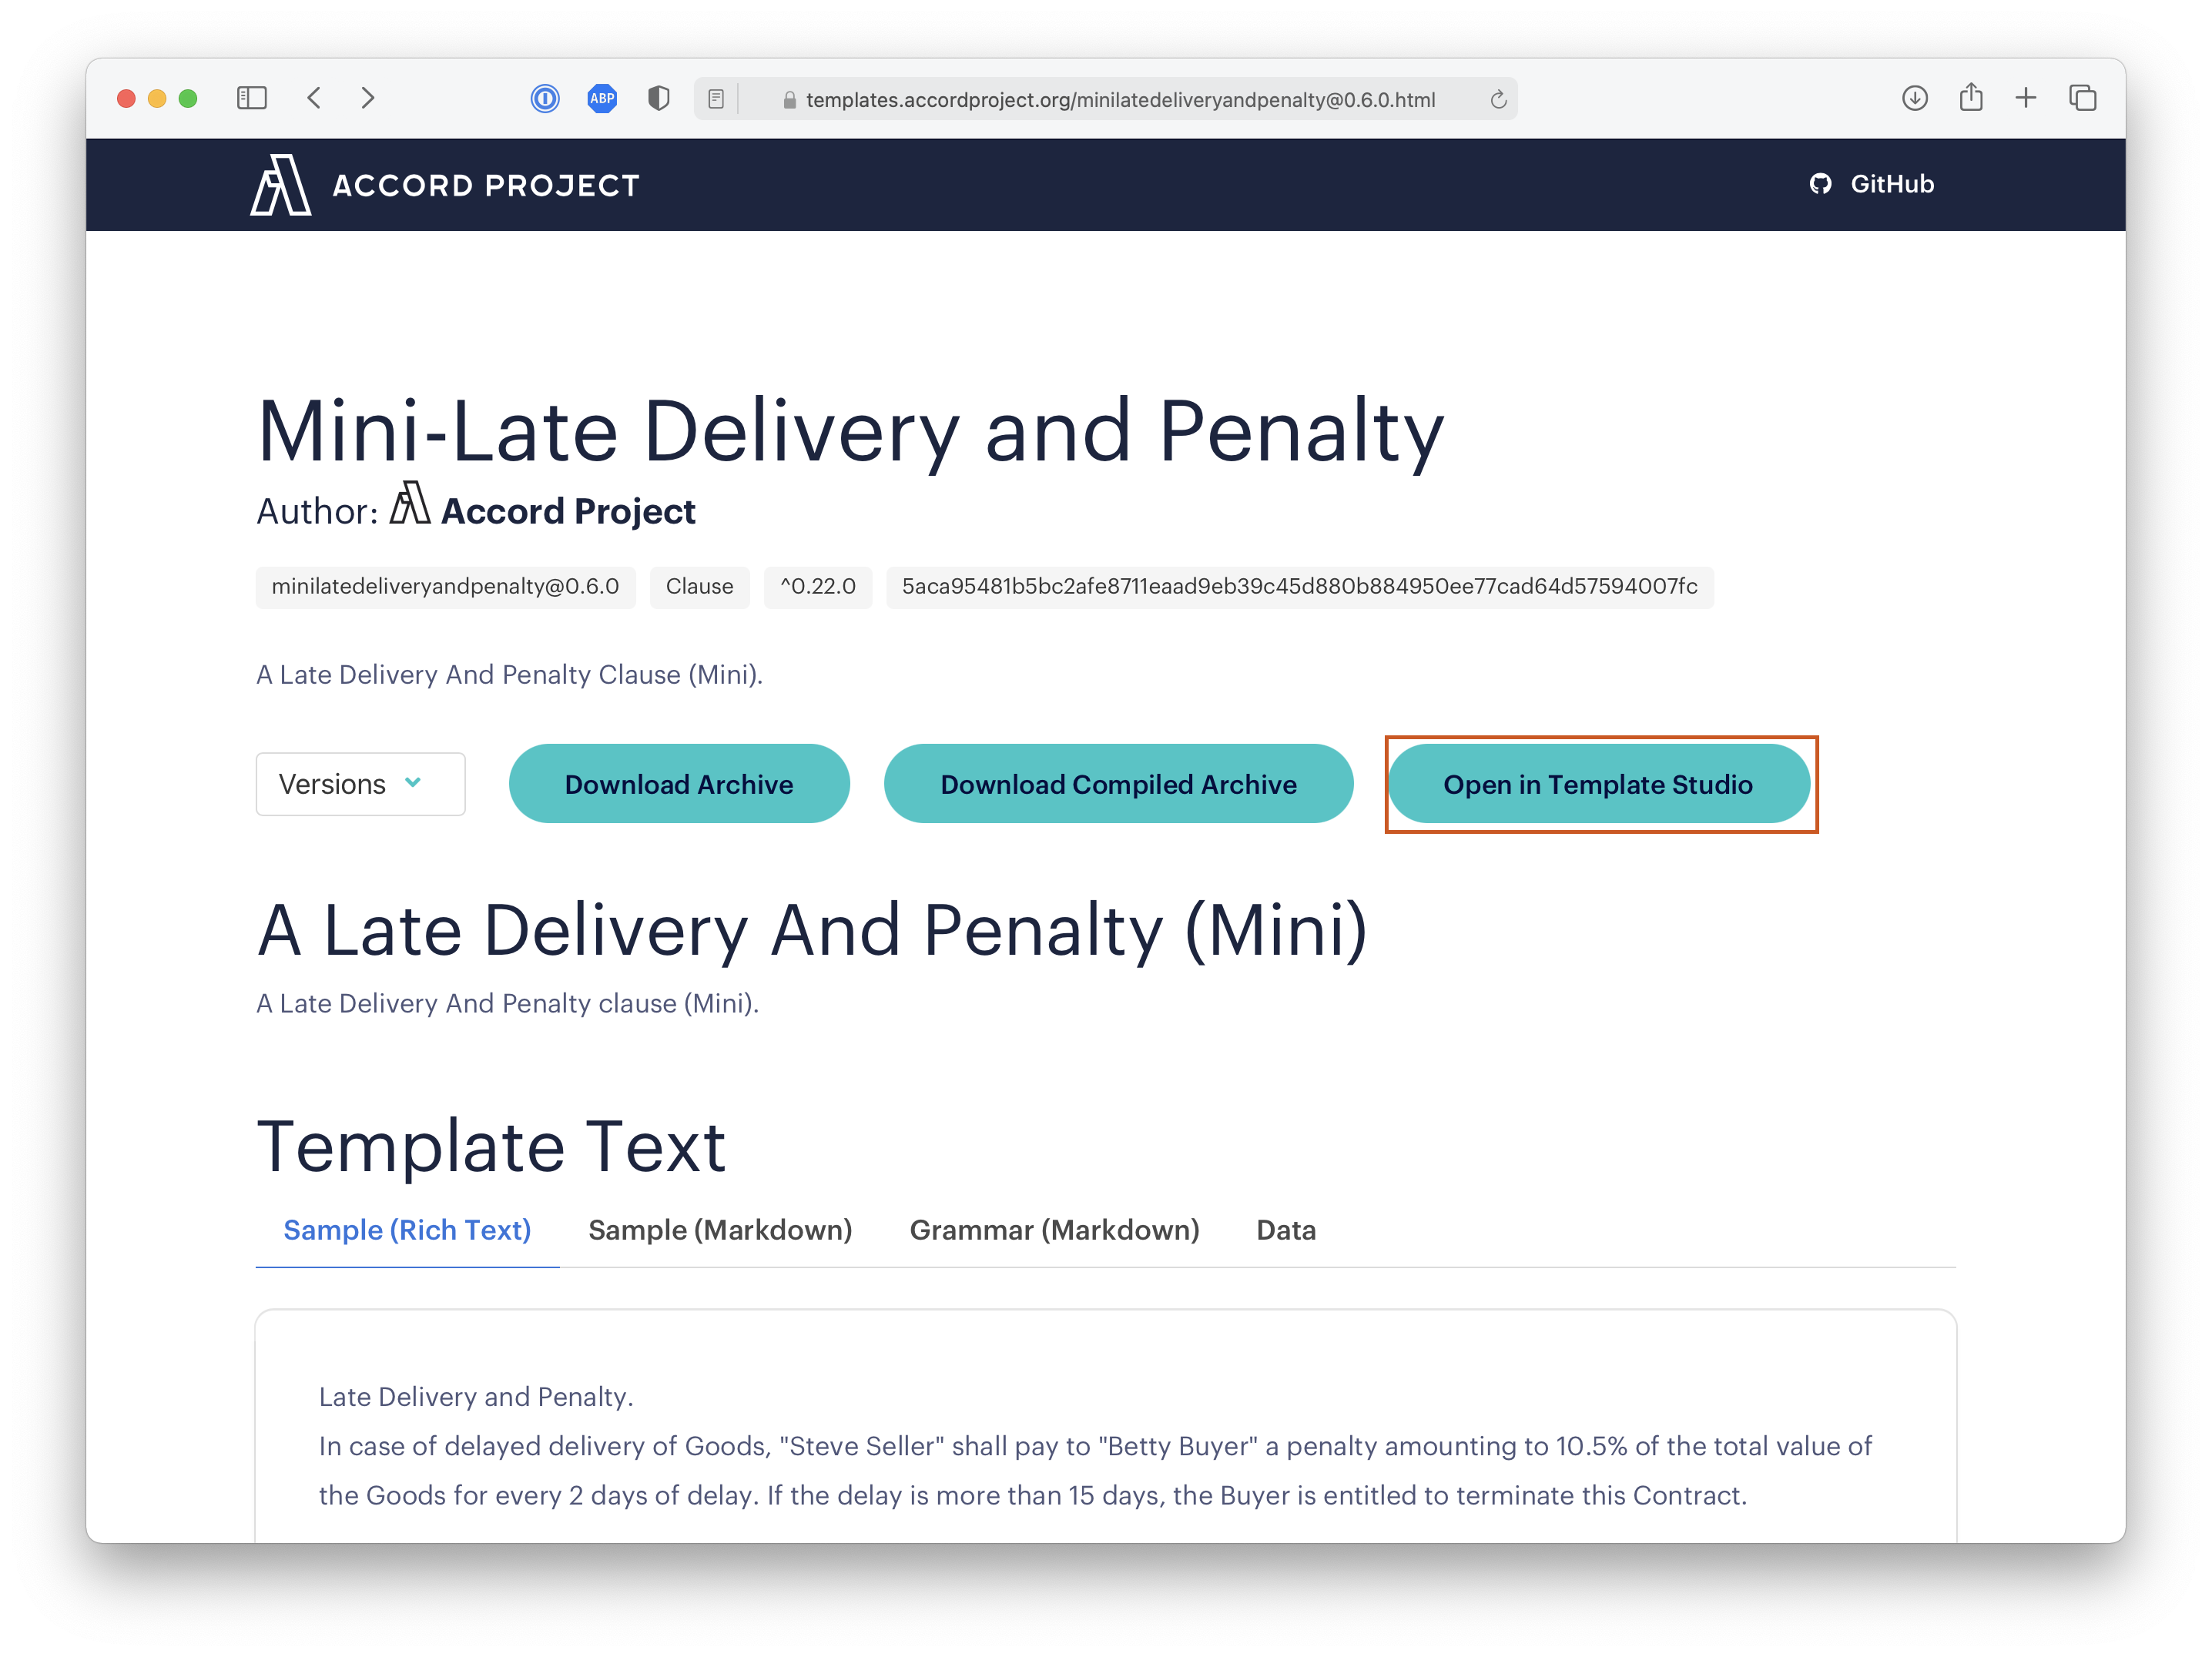 ABP
templates.accordproject.org/minilatedeliveryandpenalty@0.6.0.html
ACCORD PROJECT
GitHub
Mini-Late Delivery and Penalty
Author: Accord Project
minilatedeliveryandpenalty@0.6.0 Clause ^0.22.0 5aca95481b5bc2afe8711eaad9eb39c45d880b884950ee77cad64d57594007fc
A Late Delivery And Penalty Clause (Mini).
Versions Download Archive Download Compiled Archive Open in Template Studio
A Late Delivery And Penalty (Mini)
A Late Delivery And Penalty clause (Mini).
Template Text
Sample (Rich Text) Sample (Markdown) Grammar (Markdown) Data
Late Delivery and Penalty.
In case of delayed delivery of Goods, "Steve Seller" shall pay to "Betty Buyer" a penalty amounting to 10.5% of the total value of
the Goods for every 2 days of delay. If the delay is more than 15 days, the Buyer is entitled to terminate this Contract.